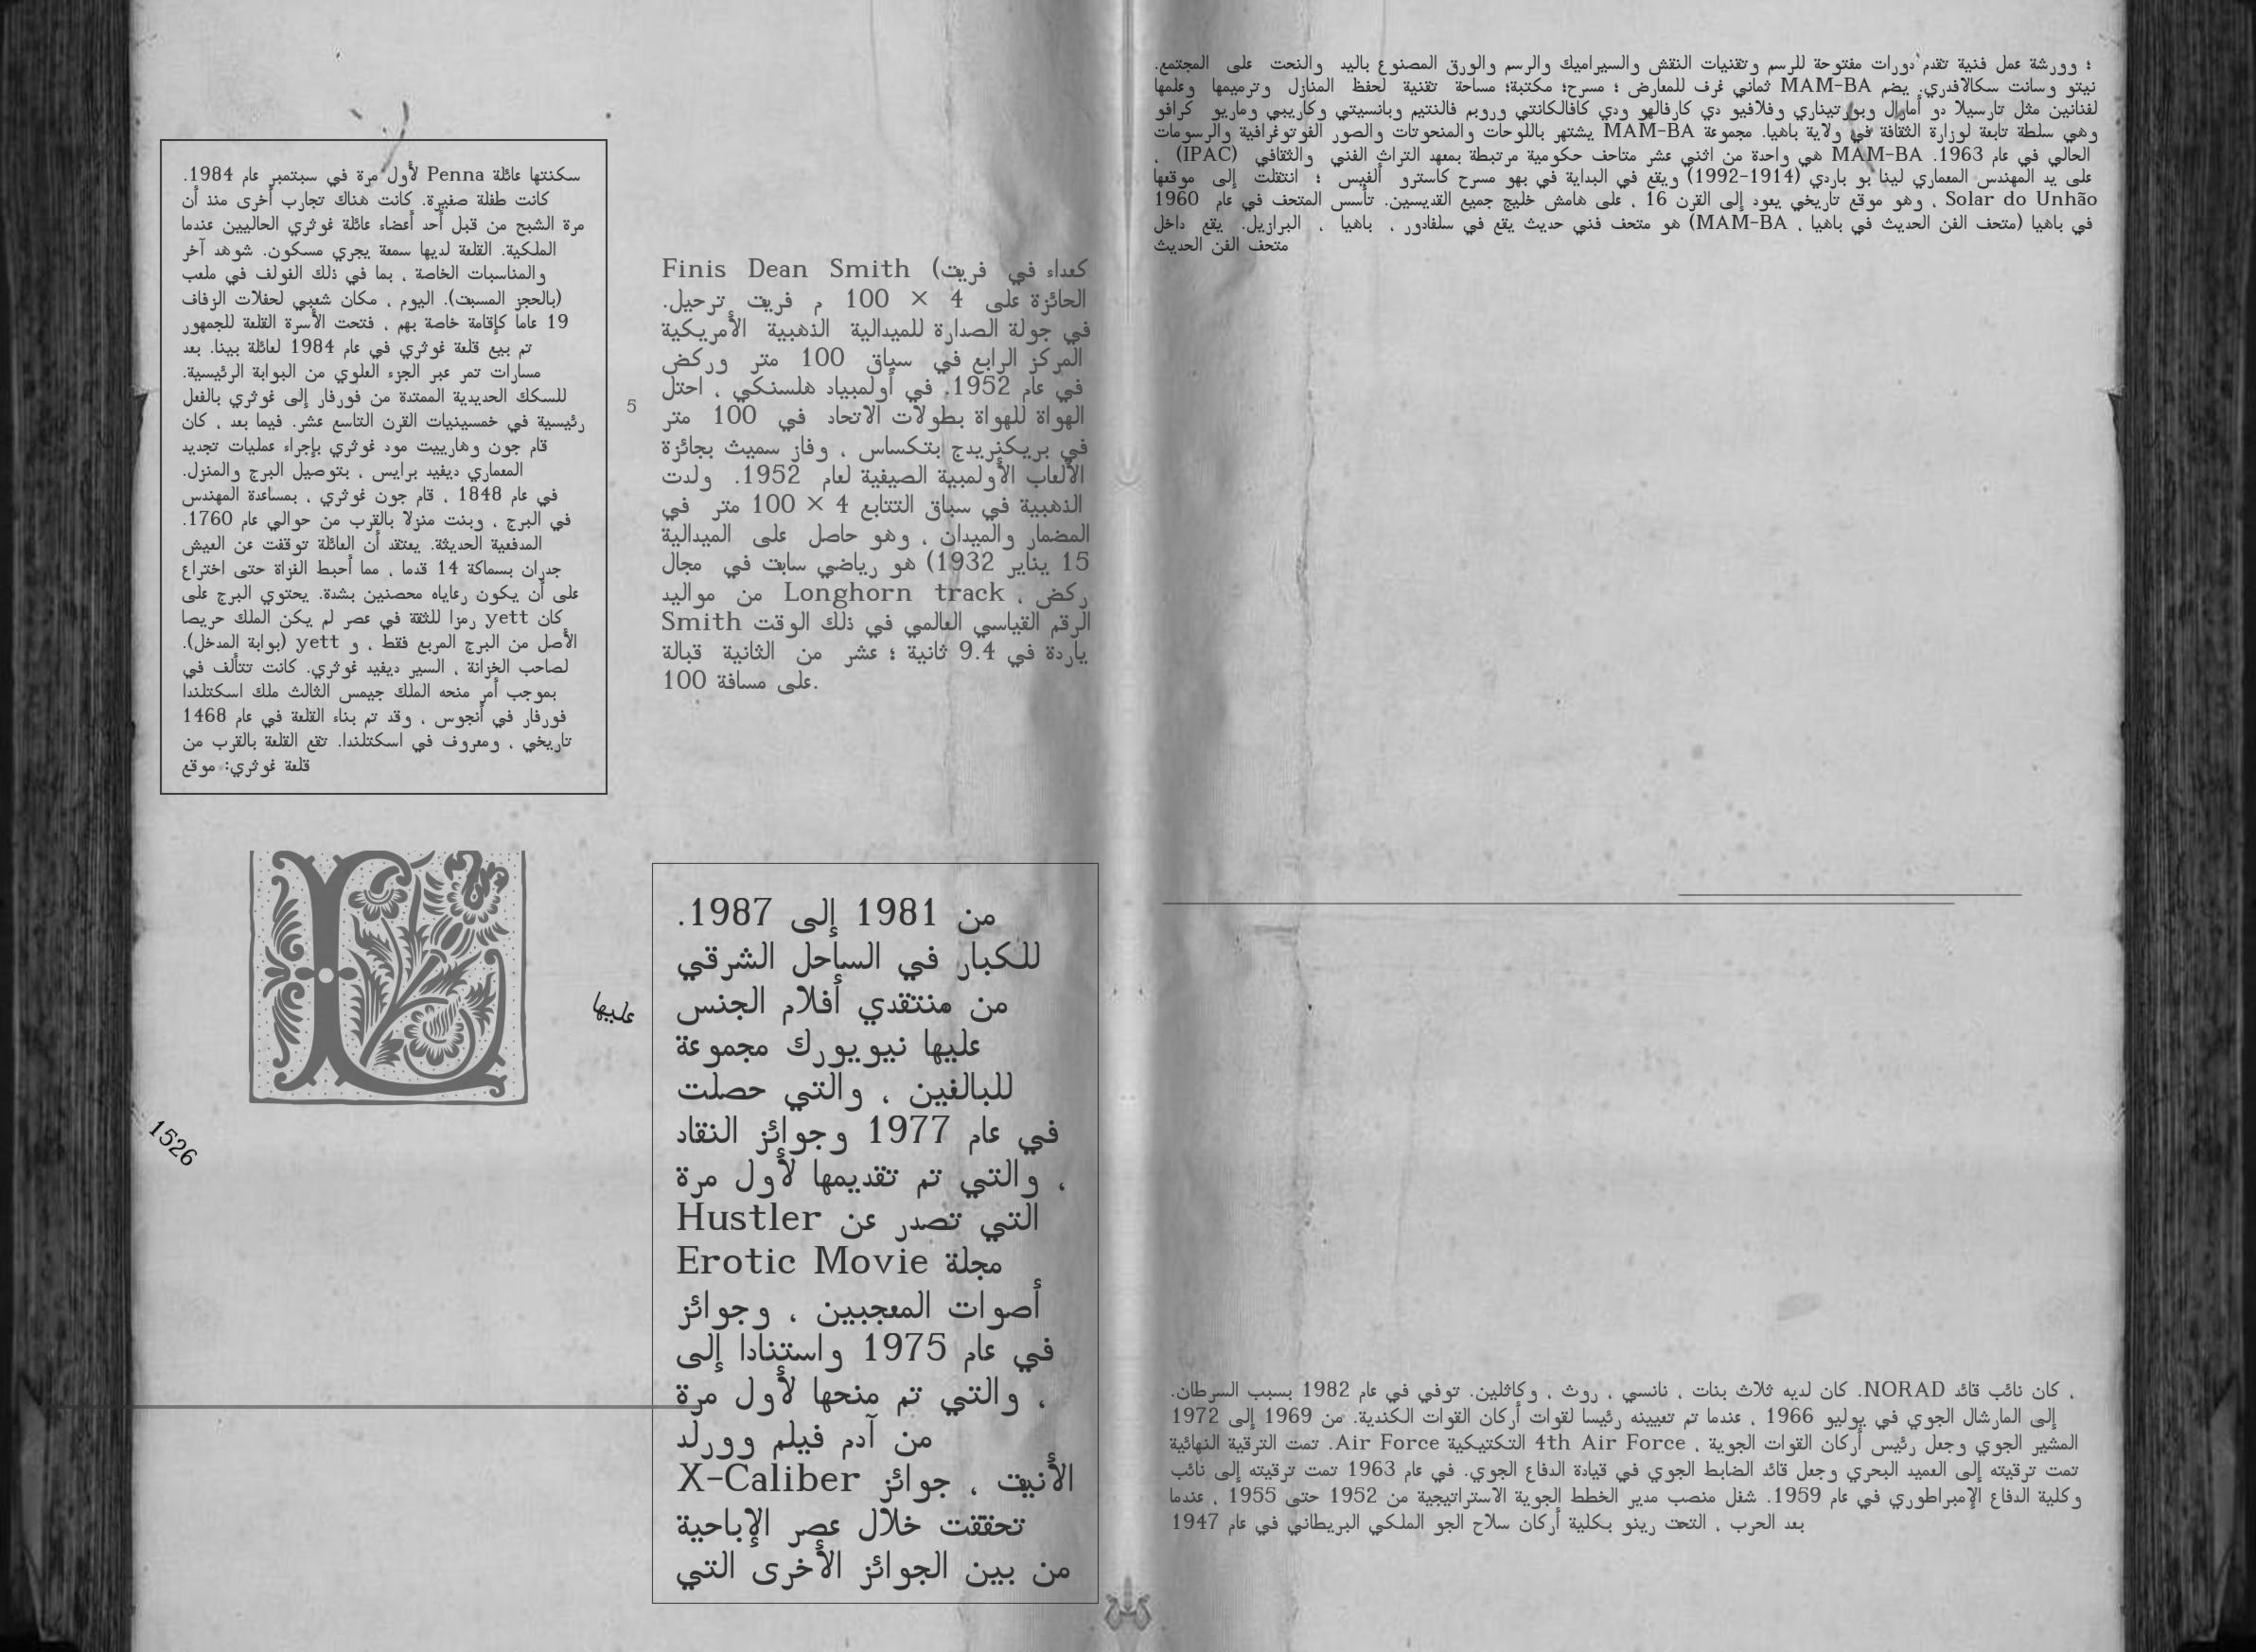 سكنتها عائلة Penna لأول مرة في سبتمبر عام 1984.
كانت طفلة صغيرة. كانت هناك تجارب أخرى منذ أن
مرة الشبح من قبل أحد أعضاء عائلة غوثري الحاليين عندما
الملكية. القلعة لديها سمعة يجري مسكون. شوهد آخر
والمناسبات الخاصة ، بما في ذلك الغولف في ملعب
(بالحجز المسبق). اليوم ، مكان شعبي لحفلات الزفاف
19 عاما كإقامة خاصة بهم ، فتحت الأسرة القلعة للجمهور
تم بيع قلعة غوثري في عام 1984 لعائلة بينا. بعد
مسارات تمر عبر الجزء العلوي من البوابة الرئيسية.
للسكك الحديدية الممتدة من فورفار إلى غوثري بالفعل
رئيسية في خمسينيات القرن التاسع عشر. فيما بعد ، كان
قام جون وهارييت مود غوثري بإجراء عمليات تجديد
المعماري ديفيد برايس ، بتوصيل البرج والمنزل.
في عام 1848 ، قام جون غوثري ، بمساعدة المهندس
في البرج ، وبنت منزلا بالقرب من حوالي عام 1760.
المدفعية الحديثة. يعتقد أن العائلة توقفت عن العيش
جدران بسماكة 14 قدما ، مما أحبط الغزاة حتى اختراع
على أن يكون رعاياه محصنين بشدة. يحتوي البرج على
كان yett رمزا للثقة في عصر لم يكن الملك حريصا
الأصل من البرج المربع فقط ، و yett (بوابة المدخل).
لصاحب الخزانة ، السير ديفيد غوثري. كانت تتألف في
بموجب أمر منحه الملك جيمس الثالث ملك اسكتلندا
فورفار في أنجوس ، وقد تم بناء القلعة في عام 1468
تاريخي ، ومعروف في اسكتلندا. تقع القلعة بالقرب من
قلعة غوثري: موقع
5
كعداء في فريق) Finis Dean Smith
الحائزة على 4 × 100 م فريق ترحيل.
في جولة الصدارة للميدالية الذهبية الأمريكية
المركز الرابع في سباق 100 متر وركض
في عام 1952. في أولمبياد هلسنكي ، احتل
الهواة للهواة بطولات الاتحاد في 100 متر
في بريكنريدج بتكساس ، وفاز سميث بجائزة
الألعاب الأولمبية الصيفية لعام 1952. ولدت
الذهبية في سباق التتابع 4 × 100 متر في
المضمار والميدان ، وهو حاصل على الميدالية
15 يناير 1932) هو رياضي سابق في مجال
ركض ، Longhorn track من مواليد
الرقم القياسي العالمي في ذلك الوقت Smith
ياردة في 9.4 ثانية ؛ عشر من الثانية قبالة
على مسافة 100.
عليها
1526
من 1981 إلى 1987.
للكبار في الساحل الشرقي
من منتقدي أفلام الجنس
عليها نيويورك مجموعة
للبالغين ، والتي حصلت
في عام 1977 وجوائز النقاد
، والتي تم تقديمها لأول مرة
التي تصدر عن Hustler
مجلة Erotic Movie
أصوات المعجبين ، وجوائز
في عام 1975 واستنادا إلى
، والتي تم منحها لأول مرة
من آدم فيلم وورلد
الأنيق ، جوائز X-Caliber
تحققت خلال عصر الإباحية
من بين الجوائز الأخرى التي
؛ وورشة عمل فنية تقدم دورات مفتوحة للرسم وتقنيات النقش والسيراميك والرسم والورق المصنوع باليد والنحت على المجتمع.
نيتو وسانت سكالافدري. يضم MAM-BA ثماني غرف للمعارض ؛ مسرح؛ مكتبة؛ مساحة تقنية لحفظ المنازل وترميمها وعلمها
لفنانين مثل تارسيلا دو أمارال وبورتيناري وفلافيو دي كارفالهو ودي كافالكانتي وروبم فالنتيم وبانسيتي وكاريبي وماريو كرافو
وهي سلطة تابعة لوزارة الثقافة في ولاية باهيا. مجموعة MAM-BA يشتهر باللوحات والمنحوتات والصور الفوتوغرافية والرسومات
الحالي في عام 1963. MAM-BA هي واحدة من اثني عشر متاحف حكومية مرتبطة بمعهد التراث الفني والثقافي (IPAC) ،
على يد المهندس المعماري لينا بو باردي (1914-1992) ويقع في البداية في بهو مسرح كاسترو ألفيس ؛ انتقلت إلى موقعها
Solar do Unhão ، وهو موقع تاريخي يعود إلى القرن 16 ، على هامش خليج جميع القديسين. تأسس المتحف في عام 1960
في باهيا (متحف الفن الحديث في باهيا ، MAM-BA) هو متحف فني حديث يقع في سلفادور ، باهيا ، البرازيل. يقع داخل
متحف الفن الحديث
، كان نائب قائد NORAD. كان لديه ثلاث بنات ، نانسي ، روث ، وكاثلين. توفي في عام 1982 بسبب السرطان.
إلى المارشال الجوي في يوليو 1966 ، عندما تم تعيينه رئيسا لقوات أركان القوات الكندية. من 1969 إلى 1972
المشير الجوي وجعل رئيس أركان القوات الجوية ، 4th Air Force التكتيكية Air Force. تمت الترقية النهائية
تمت ترقيته إلى العميد البحري وجعل قائد الضابط الجوي في قيادة الدفاع الجوي. في عام 1963 تمت ترقيته إلى نائب
وكلية الدفاع الإمبراطوري في عام 1959. شغل منصب مدير الخطط الجوية الاستراتيجية من 1952 حتى 1955 ، عندما
بعد الحرب ، التحق رينو بكلية أركان سلاح الجو الملكي البريطاني في عام 1947